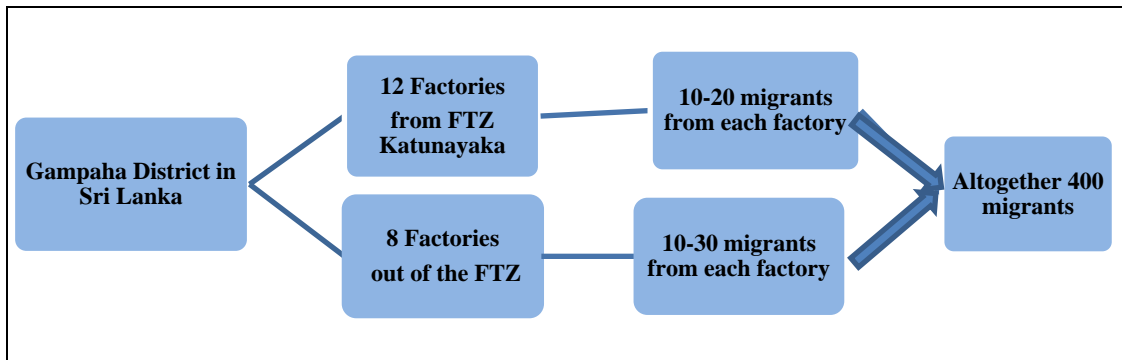 Gampaha District in
Sri Lanka
12 Factories
from FTZ
Katunayaka
8 Factories
out of the FTZ
10-20 migrants
from each factory
10-30 migrants
from each factory
Altogether 400
migrants